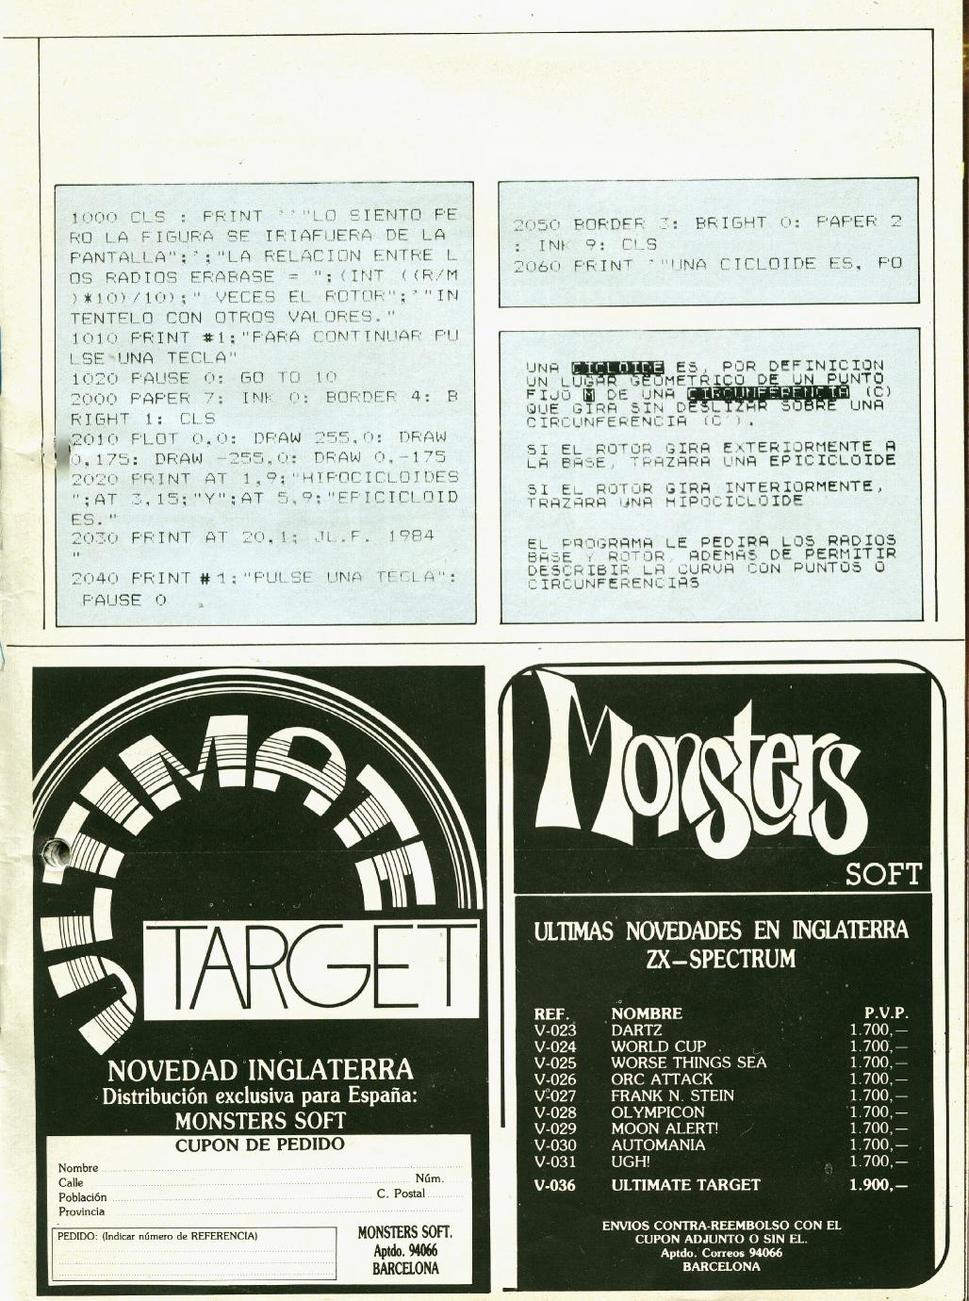 1000 CLS : PRINT ''"LO SIENTO PE
RO LA FIGURA SE IRIAFUERA DE LA
PANTALLA";';"LA RELACION ENTRE L
OS RADIOS ERABASE = ";(INT ((R/M
)*10)/10);" VECES EL ROTOR";'"IN
TENTELO CON OTROS VALORES."
1010 PRINT #1;"PARA CONTINUAR PU
LSE UNA TECLA"
1020 PAUSE 0: GO TO 10
2000 PAPER 7: INK 0: BORDER 4: B
RIGHT 1: CLS
2010 PLOT 0,0: DRAW 255,0: DRAW
0,175: DRAW -255,0: DRAW 0,-175
2020 PRINT AT 1,9;"HIPOCICLOIDES
";AT 3,15;"Y";AT 5,9;"EPICICLOID
ES."
2030 PRINT AT 20,1; JL.F. 1984
"
2040 PRINT #1;"PULSE UNA TECLA":
PAUSE 0
2050 BORDER 3: BRIGHT 0: PAPER 2
: INK 9: CLS
2060 PRINT '"UNA CICLOIDE ES, PO
UNA CICLOIDE ES, POR DEFINICION
UN LUGAR GEOMETRICO DE UN PUNTO
FIJO M DE UNA CIRCUNFERENCIA (C)
QUE GIRA SIN DESLIZAR SOBRE UNA
CIRCUNFERENCIA (C').
SI EL ROTOR GIRA EXTERIORMENTE A
LA BASE, TRAZARA UNA EPICICLOIDE
SI EL ROTOR GIRA INTERIORMENTE,
TRAZARA UNA HIPOCICLOIDE
EL PROGRAMA LE PEDIRA LOS RADIOS
BASE Y ROTOR, ADEMAS DE PERMITIR
DESCRIBIR LA CURVA CON PUNTOS O
CIRCUNFERENCIAS
ULTIMATE
TARGET
NOVEDAD INGLATERRA
Distribución exclusiva para España:
MONSTERS SOFT
CUPON DE PEDIDO
Nombre
Calle Núm.
Población C. Postal
Provincia
PEDIDO: (Indicar número de REFERENCIA)
MONSTERS SOFT.
Aptdo. 94066
BARCELONA
Monsters
SOFT
ULTIMAS NOVEDADES EN INGLATERRA
ZX-SPECTRUM
REF. NOMBRE P.V.P.
V-023 DARTZ 1.700,—
V-024 WORLD CUP 1.700,—
V-025 WORSE THINGS SEA 1.700,—
V-026 ORC ATTACK 1.700,—
V-027 FRANK N. STEIN 1.700,—
V-028 OLYMPICON 1.700,—
V-029 MOON ALERT! 1.700,—
V-030 AUTOMANIA 1.700,—
V-031 UGH! 1.700,—
V-036 ULTIMATE TARGET 1.900,—
ENVIOS CONTRA-REEMBOLSO CON EL
CUPON ADJUNTO O SIN EL.
Aptdo. Correos 94066
BARCELONA